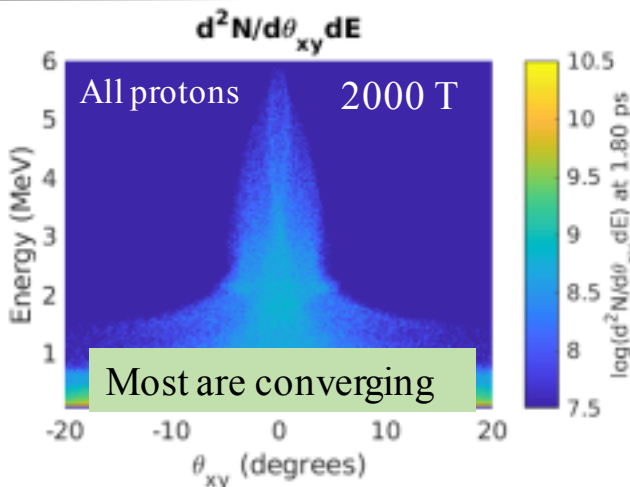 d²N/dθxydE
All protons
2000 T
Energy (MeV)
6
5
4
3
2
1
Most are converging
-20
-10
0
10
20
θxy (degrees)
10.5
10
9.5
9
8.5
8
7.5
log(d²N/dθxydE) at 1.80 ps